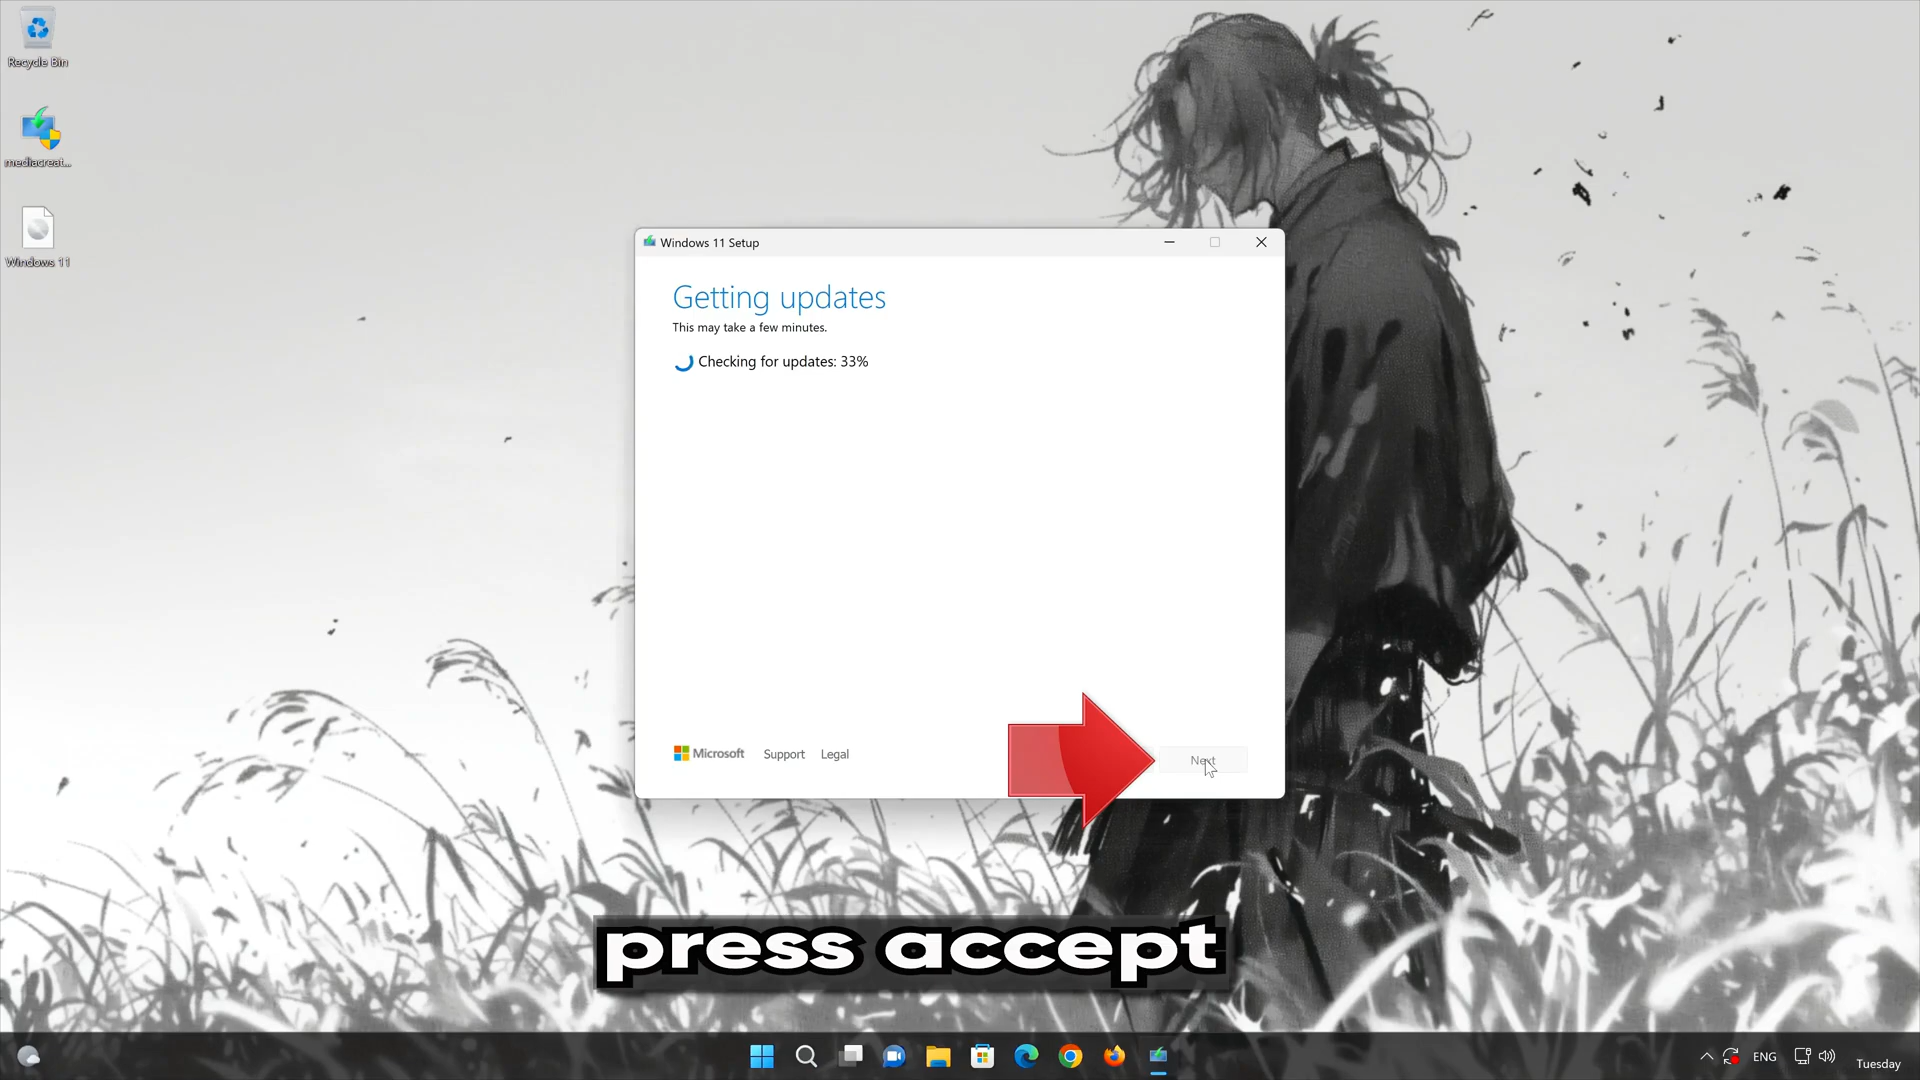 Recycle Bin
mediacreat...
Windows 11
Windows 11 Setup
Getting updates
This may take a few minutes.
Checking for updates: 33%
Microsoft
Support
Legal
Next
press accept
ENG
Tuesday